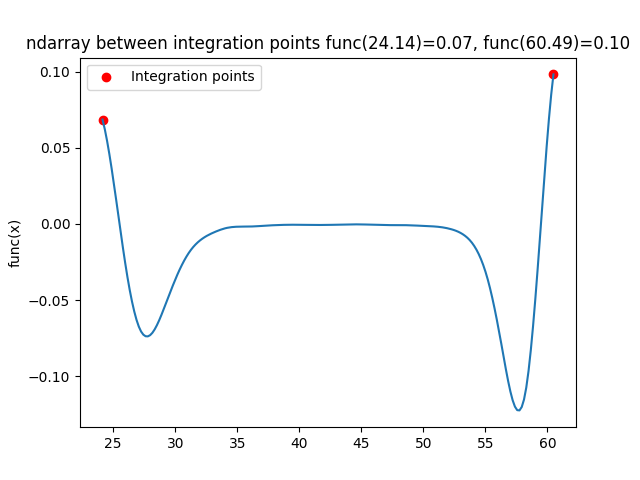 ndarray between integration points func(24.14)=0.07, func(60.49)=0.10
Integration points
func(x)
0.10
0.05
0.00
−0.05
−0.10
25 30 35 40 45 50 55 60